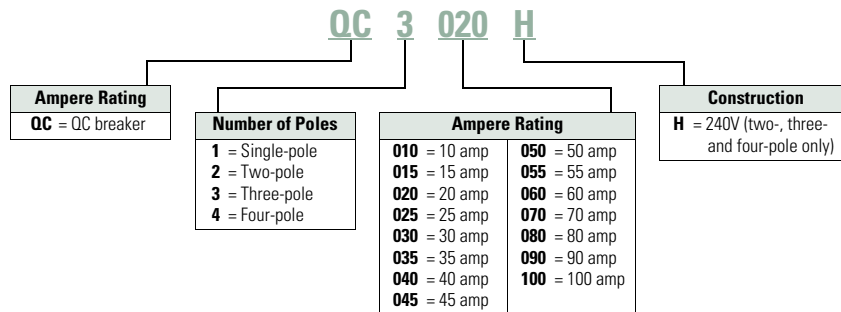 QC 3 020 H
Ampere Rating
QC = QC breaker
Number of Poles
1 = Single-pole
2 = Two-pole
3 = Three-pole
4 = Four-pole
Ampere Rating
010 = 10 amp
015 = 15 amp
020 = 20 amp
025 = 25 amp
030 = 30 amp
035 = 35 amp
040 = 40 amp
045 = 45 amp
050 = 50 amp
055 = 55 amp
060 = 60 amp
070 = 70 amp
080 = 80 amp
090 = 90 amp
100 = 100 amp
Construction
H = 240V (two-, three-
and four-pole only)